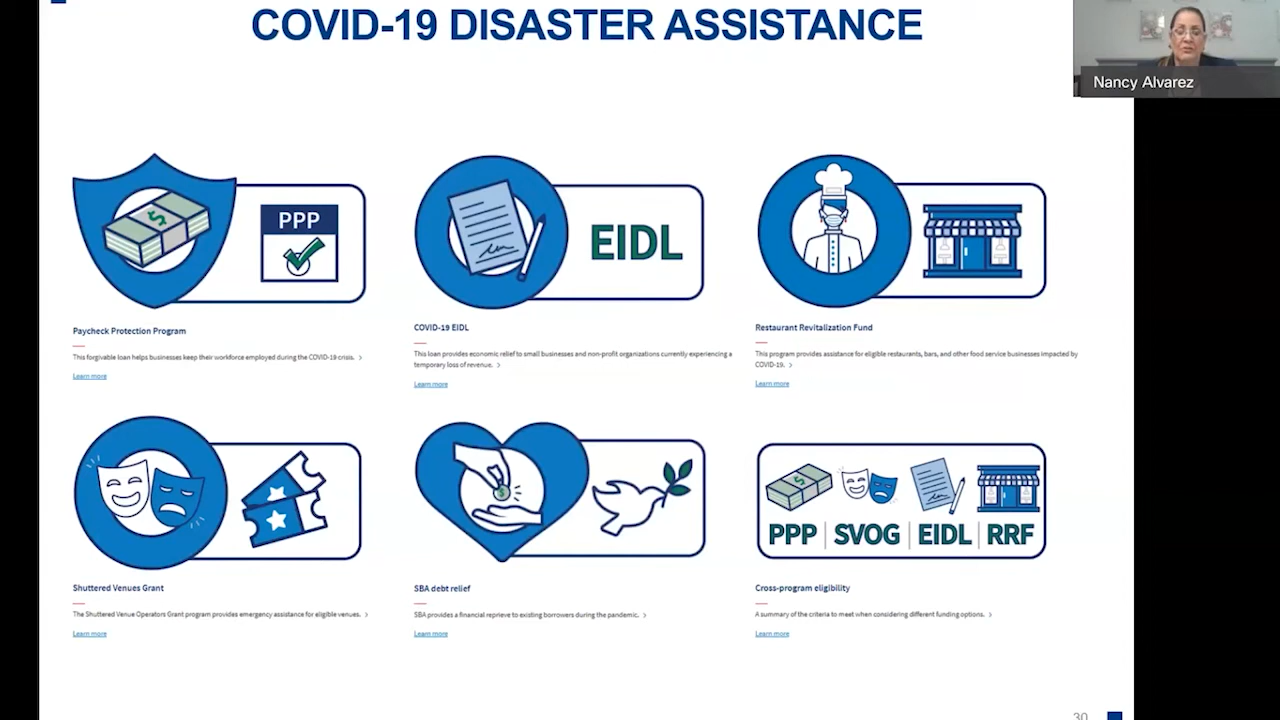 COVID-19 DISASTER ASSISTANCE
Nancy Alvarez
PPP
EIDL
Paycheck Protection Program
This forgivable loan helps businesses keep their workforce employed during the COVID-19 crisis. >
Learn more
COVID-19 EIDL
This loan provides economic relief to small businesses and non-profit organizations currently experiencing a
temporary loss of revenue. >
Learn more
Restaurant Revitalization Fund
This program provides assistance for eligible restaurants, bars, and other food service businesses impacted by
COVID-19. >
Learn more
PPP | SVOG | EIDL | RRF
Shuttered Venues Grant
The Shuttered Venue Operators Grant program provides emergency assistance for eligible venues. >
Learn more
SBA debt relief
SBA provides a financial reprieve to existing borrowers during the pandemic. >
Learn more
Cross-program eligibility
A summary of the criteria to meet when considering different funding options. >
Learn more
30